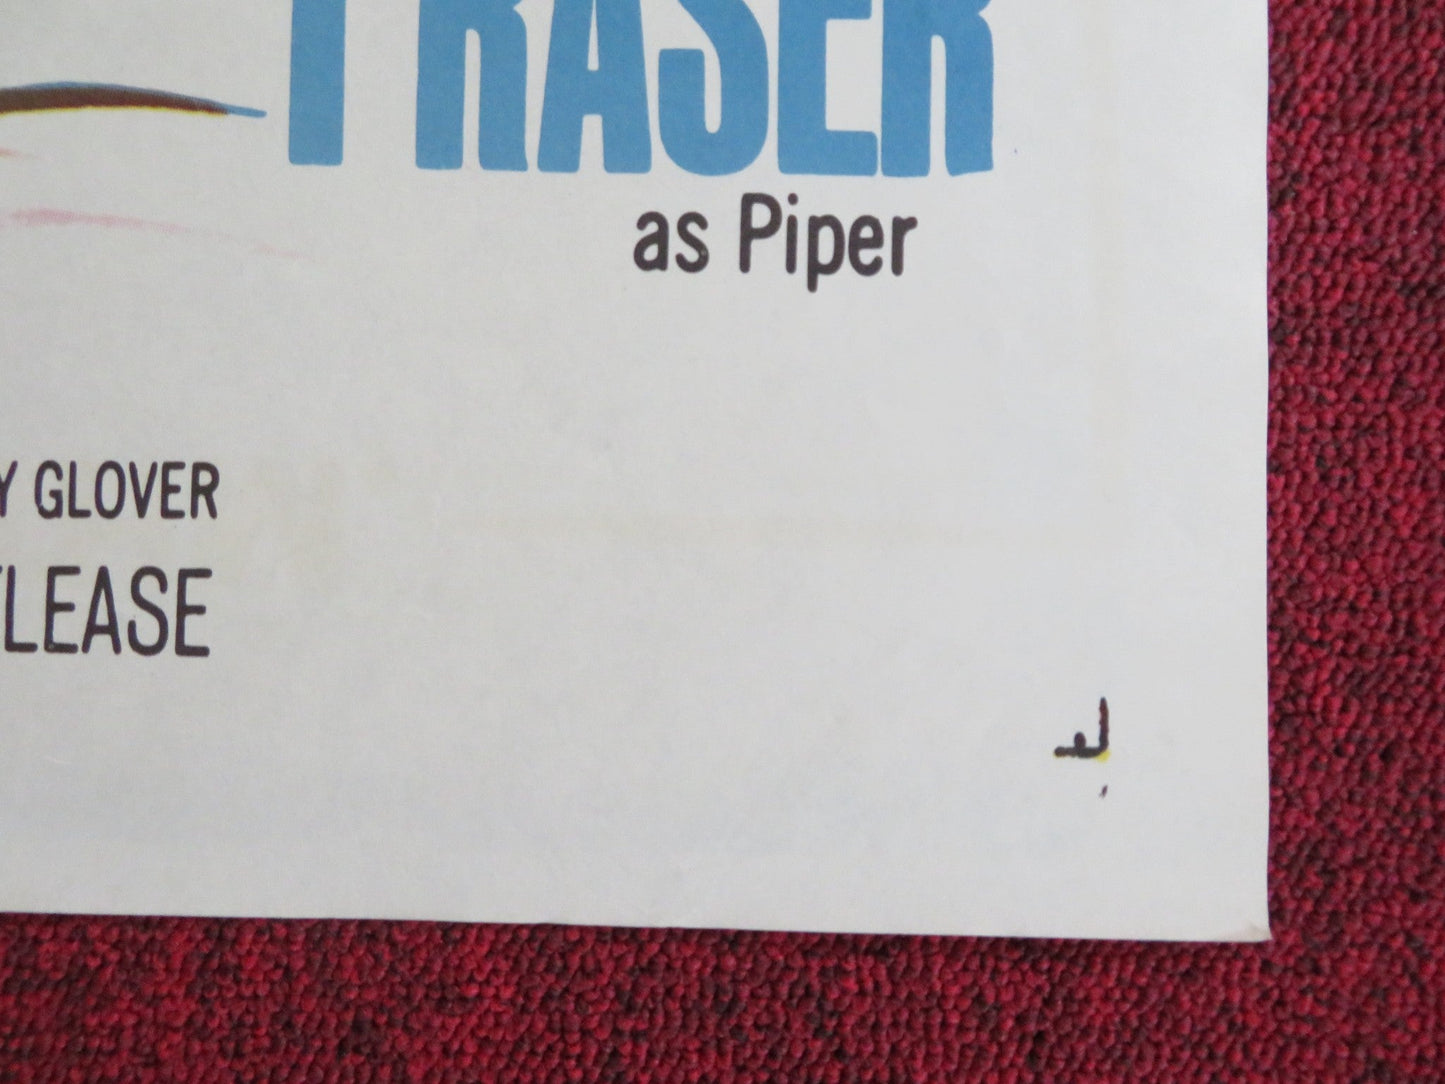 FRASER
as Piper
Y GLOVER
LEASE